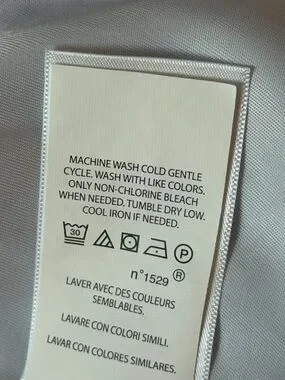 MACHINE WASH COLD GENTLE
CYCLE. WASH WITH LIKE COLORS.
ONLY NON-CHLORINE BLEACH
WHEN NEEDED. TUMBLE DRY LOW.
COOL IRON IF NEEDED.
30 P
n°1529 ®
LAVER AVEC DES COULEURS
SEMBLABLES.
LAVARE CON COLORI SIMILI.
LAVAR CON COLORES SIMILARES.